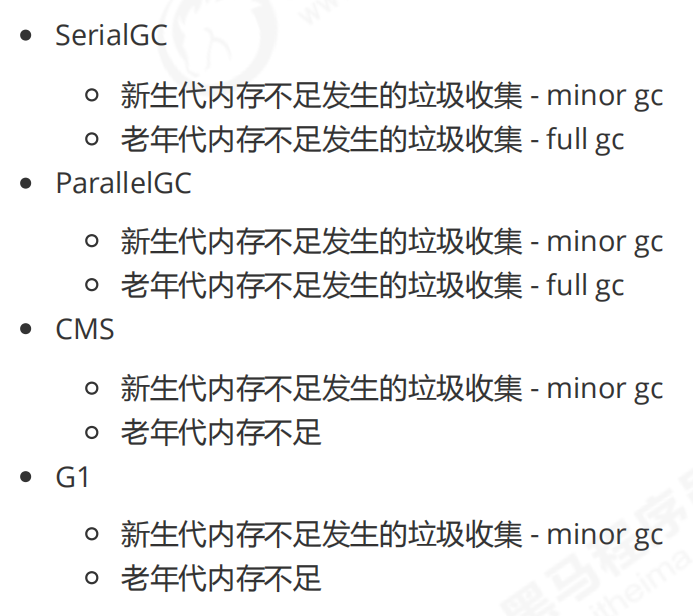 SerialGC
新生代内存不足发生的垃圾收集 - minor gc
老年代内存不足发生的垃圾收集 - full gc
ParallelGC
新生代内存不足发生的垃圾收集 - minor gc
老年代内存不足发生的垃圾收集 - full gc
CMS
新生代内存不足发生的垃圾收集 - minor gc
老年代内存不足
G1
新生代内存不足发生的垃圾收集 - minor gc
老年代内存不足